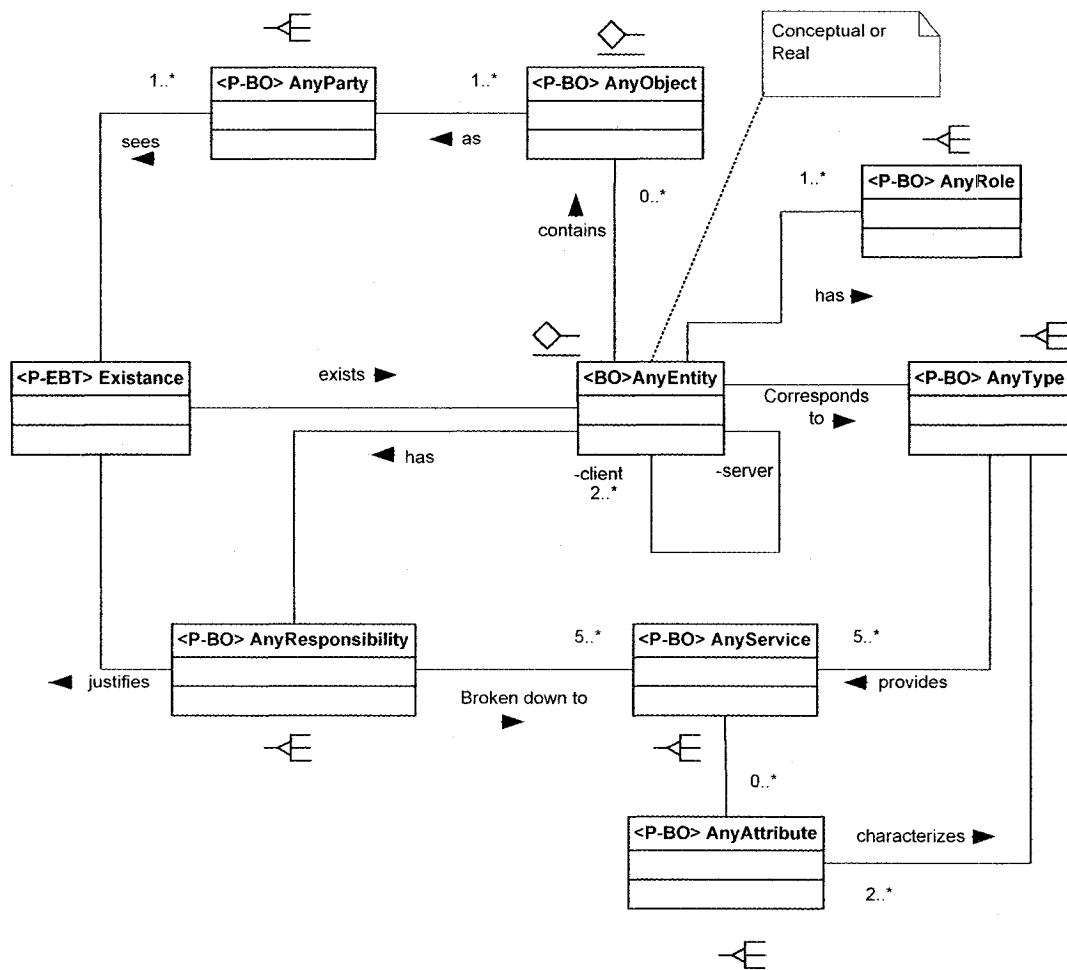 Conceptual or
Real
1..*
<P-BO> AnyParty
1..*
<P-BO> AnyObject
sees
as
1..*
<P-BO> AnyRole
0..*
contains
has
<P-EBT> Existance
exists
<BO>AnyEntity
Corresponds
to
<P-BO> AnyType
has
-client
2..*
-server
<P-BO> AnyResponsibility
5..*
<P-BO> AnyService
5..*
justifies
Broken down to
provides
0..*
<P-BO> AnyAttribute
characterizes
2..*